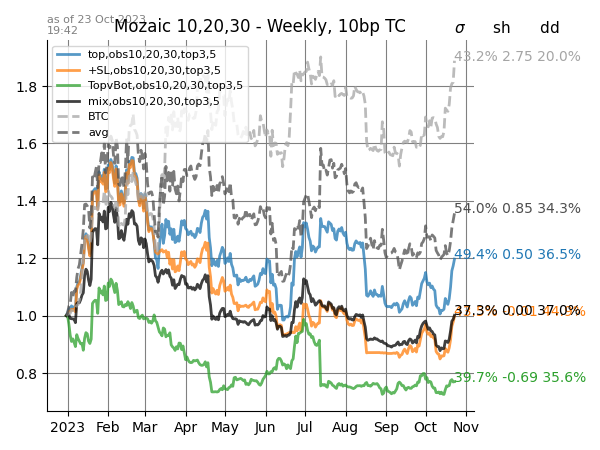 as of 23 Oct 2023
19:42
Mozaic 10,20,30 - Weekly, 10bp TC
σ sh dd
top,obs10,20,30,top3,5
+SL,obs10,20,30,top3,5
TopvBot,obs10,20,30,top3,5
mix,obs10,20,30,top3,5
BTC
avg
43.2% 2.75 20.0%
54.0% 0.85 34.3%
49.4% 0.50 36.5%
37.3% 0.00 37.0%
39.7% -0.69 35.6%
1.8
1.6
1.4
1.2
1.0
0.8
2023 Feb Mar Apr May Jun Jul Aug Sep Oct Nov